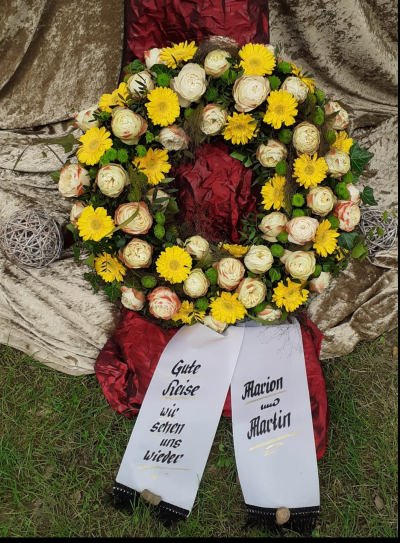 Gute
Reise
wir
sehen
uns
wieder
Marion
und
Martin